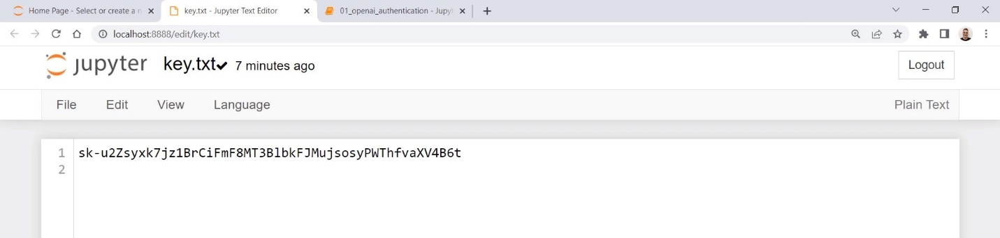 Home Page - Select or create a n
key.txt - Jupyter Text Editor
01_openai_authentication - Jupyt
localhost:8888/edit/key.txt
jupyter key.txt 7 minutes ago
Logout
File Edit View Language Plain Text
1 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
2